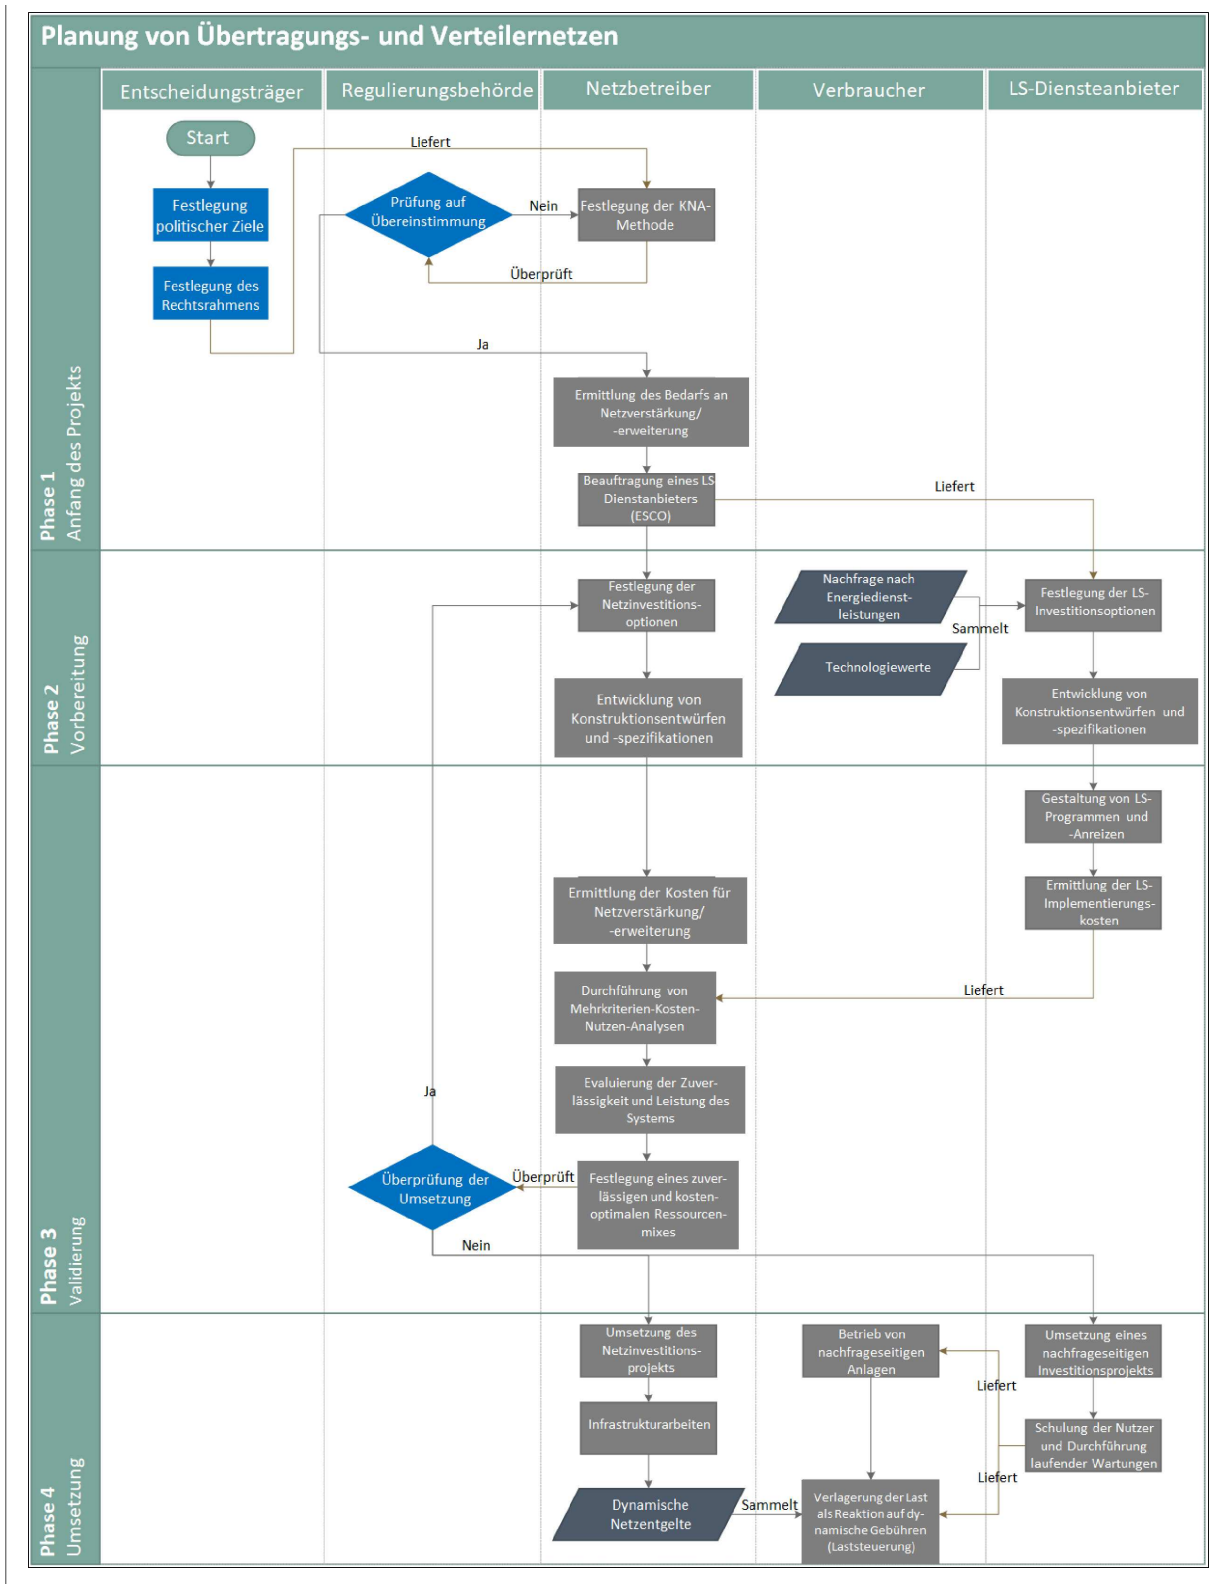 Planung von Übertragungs- und Verteilernetzen
Entscheidungsträger
Regulierungsbehörde
Netzbetreiber
Verbraucher
LS-Diensteanbieter
Phase 1
Anfang des Projekts
Start
Liefert
Festlegung
politischer Ziele
Prüfung auf
Übereinstimmung
Nein
Festlegung der KNA-
Methode
Überprüft
Festlegung des
Rechtsrahmens
Ja
Ermittlung des Bedarfs an
Netzverstärkung/
-erweiterung
Beauftragung eines LS
Dienstanbieters
(ESCO)
Liefert
Phase 2
Vorbereitung
Festlegung der
Netzinvestitions-
optionen
Nachfrage nach
Energiedienst-
leistungen
Sammelt
Technologiewerte
Festlegung der LS-
Investitionsoptionen
Entwicklung von
Konstruktionsentwürfen
und -spezifikationen
Entwicklung von
Konstruktionsentwürfen und
-spezifikationen
Phase 3
Validierung
Gestaltung von LS-
Programmen und
-Anreizen
Ermittlung der Kosten für
Netzverstärkung/
-erweiterung
Ermittlung der LS-
Implementierungs-
kosten
Durchführung von
Mehrkriterien-Kosten-
Nutzen-Analysen
Liefert
Evaluierung der Zuver-
lässigkeit und Leistung des
Systems
Ja
Überprüfung der
Umsetzung
Überprüft
Festlegung eines zuver-
lässigen und kosten-
optimalen Ressourcen-
mixes
Nein
Phase 4
Umsetzung
Umsetzung des
Netzinvestitions-
projekts
Betrieb von
nachfrageseitigen
Anlagen
Umsetzung eines
nachfrageseitigen
Investitionsprojekts
Liefert
Infrastrukturarbeiten
Schulung der Nutzer
und Durchführung
laufender Wartungen
Liefert
Dynamische
Netzentgelte
Sammelt
Verlagerung der Last
als Reaktion auf dy-
namische Gebühren
(Laststeuerung)